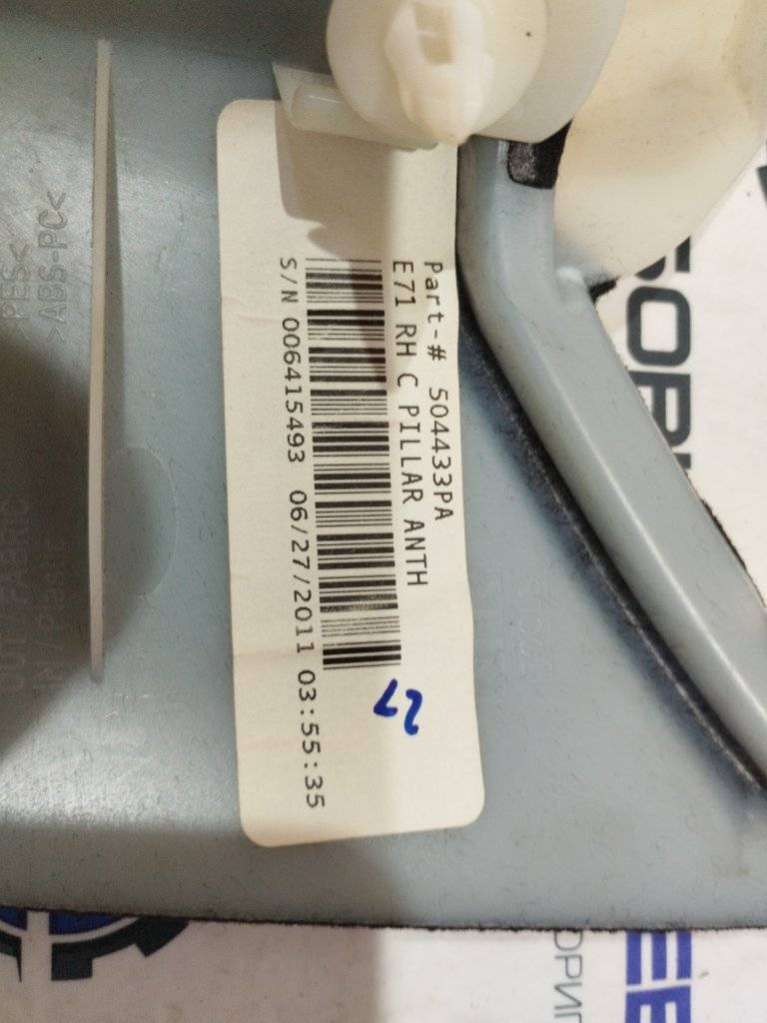 Part-# 504433PA
E71 RH C PILLAR ANTH
S/N 006415493 06/27/2011 03:55:35
27
>ABS-PC<
PES<